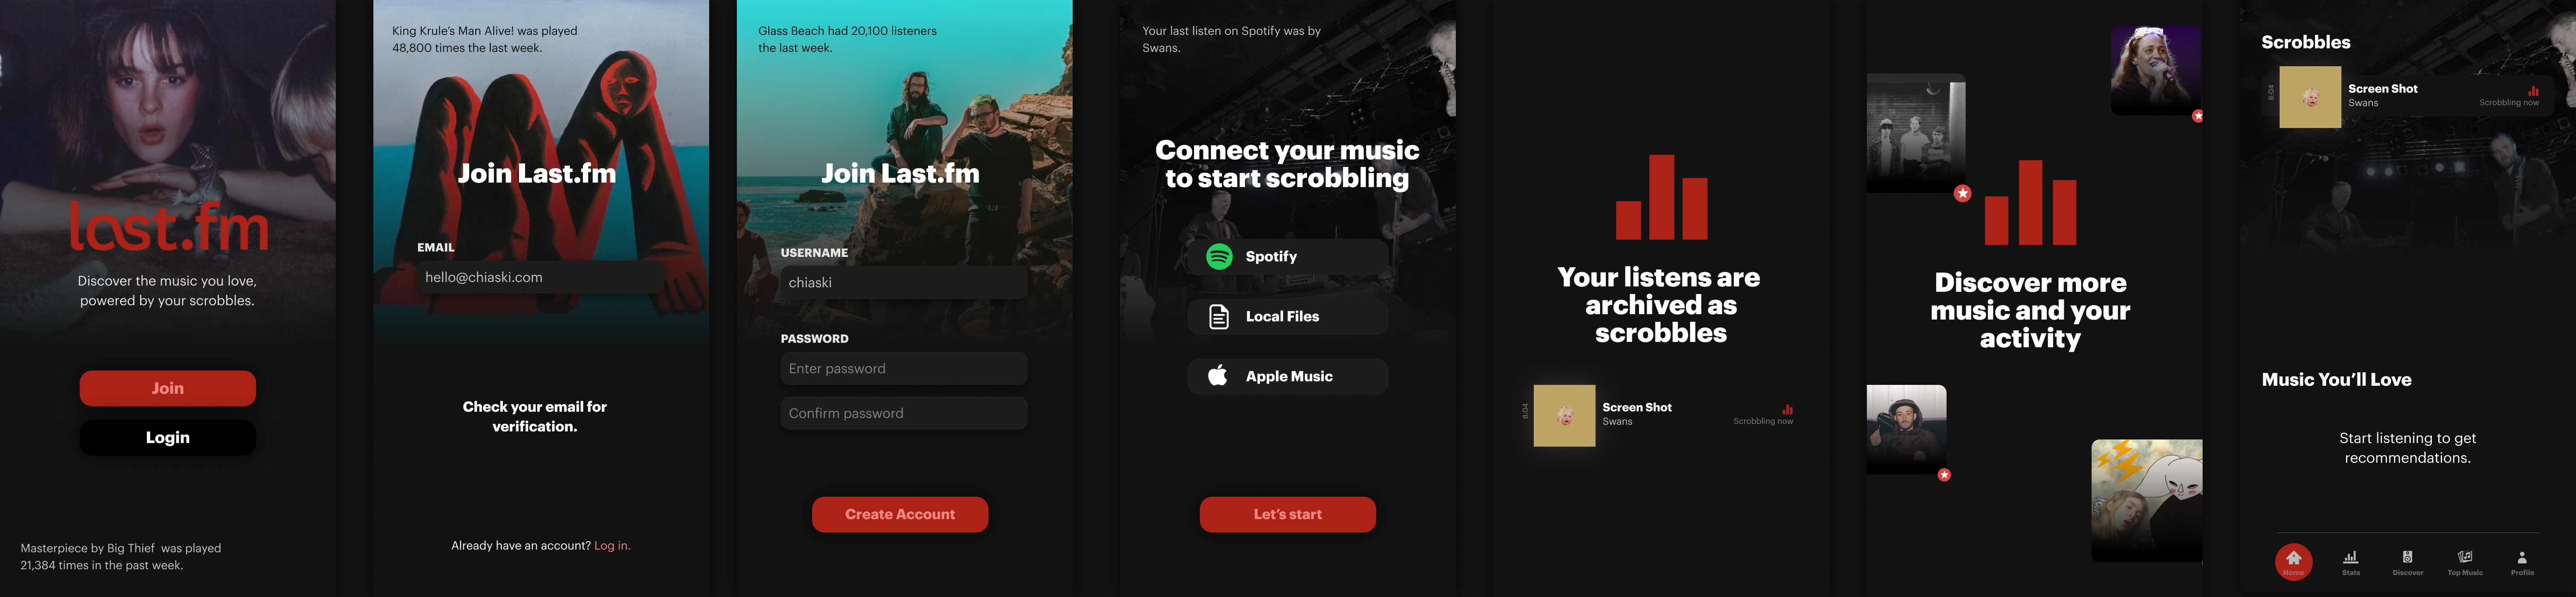 last.fm
Discover the music you love,
powered by your scrobbles.
Join
Login
Masterpiece by Big Thief was played
21,384 times in the past week.
King Krule’s Man Alive! was played
48,800 times the last week.
Join Last.fm
EMAIL
hello@chiaski.com
Check your email for
verification.
Already have an account? Log in.
Glass Beach had 20,100 listeners
the last week.
Join Last.fm
USERNAME
chiaski
PASSWORD
Enter password
Confirm password
Create Account
Your last listen on Spotify was by
Swans.
Connect your music
to start scrobbling
Spotify
Local Files
Apple Music
Let’s start
Your listens are
archived as
scrobbles
8:04
Screen Shot
Swans
Scrobbling now
Discover more
music and your
activity
Scrobbles
8:04
Screen Shot
Swans
Scrobbling now
Music You’ll Love
Start listening to get
recommendations.
Home
Stats
Discover
Top Music
Profile